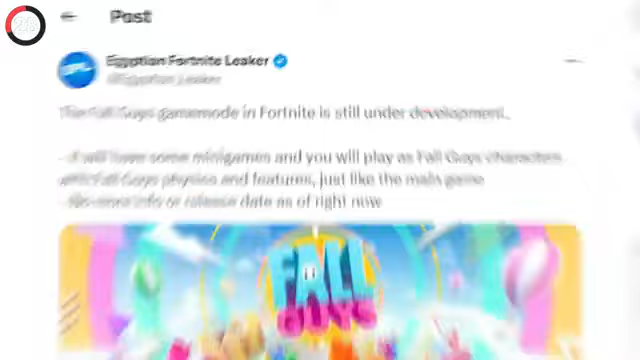 Post
Egyptian Fortnite Leaker
@Egyptian_Leaker
The Fall Guys gamemode in Fortnite is still under development.
- it will have some minigames and you will play as Fall Guys characters
with Fall Guys physics and features, just like the main game
- No more info or release date as of right now
FALL
GUYS